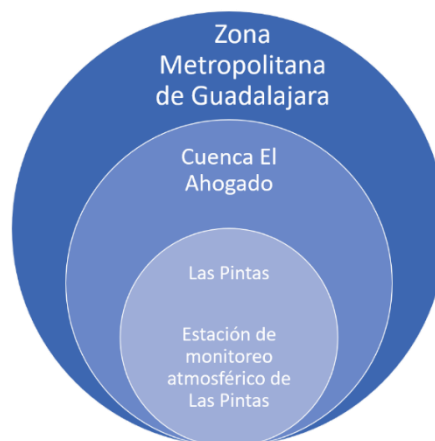 Zona
Metropolitana
de Guadalajara
Cuenca El
Ahogado
Las Pintas
Estación de
monitoreo
atmosférico de
Las Pintas